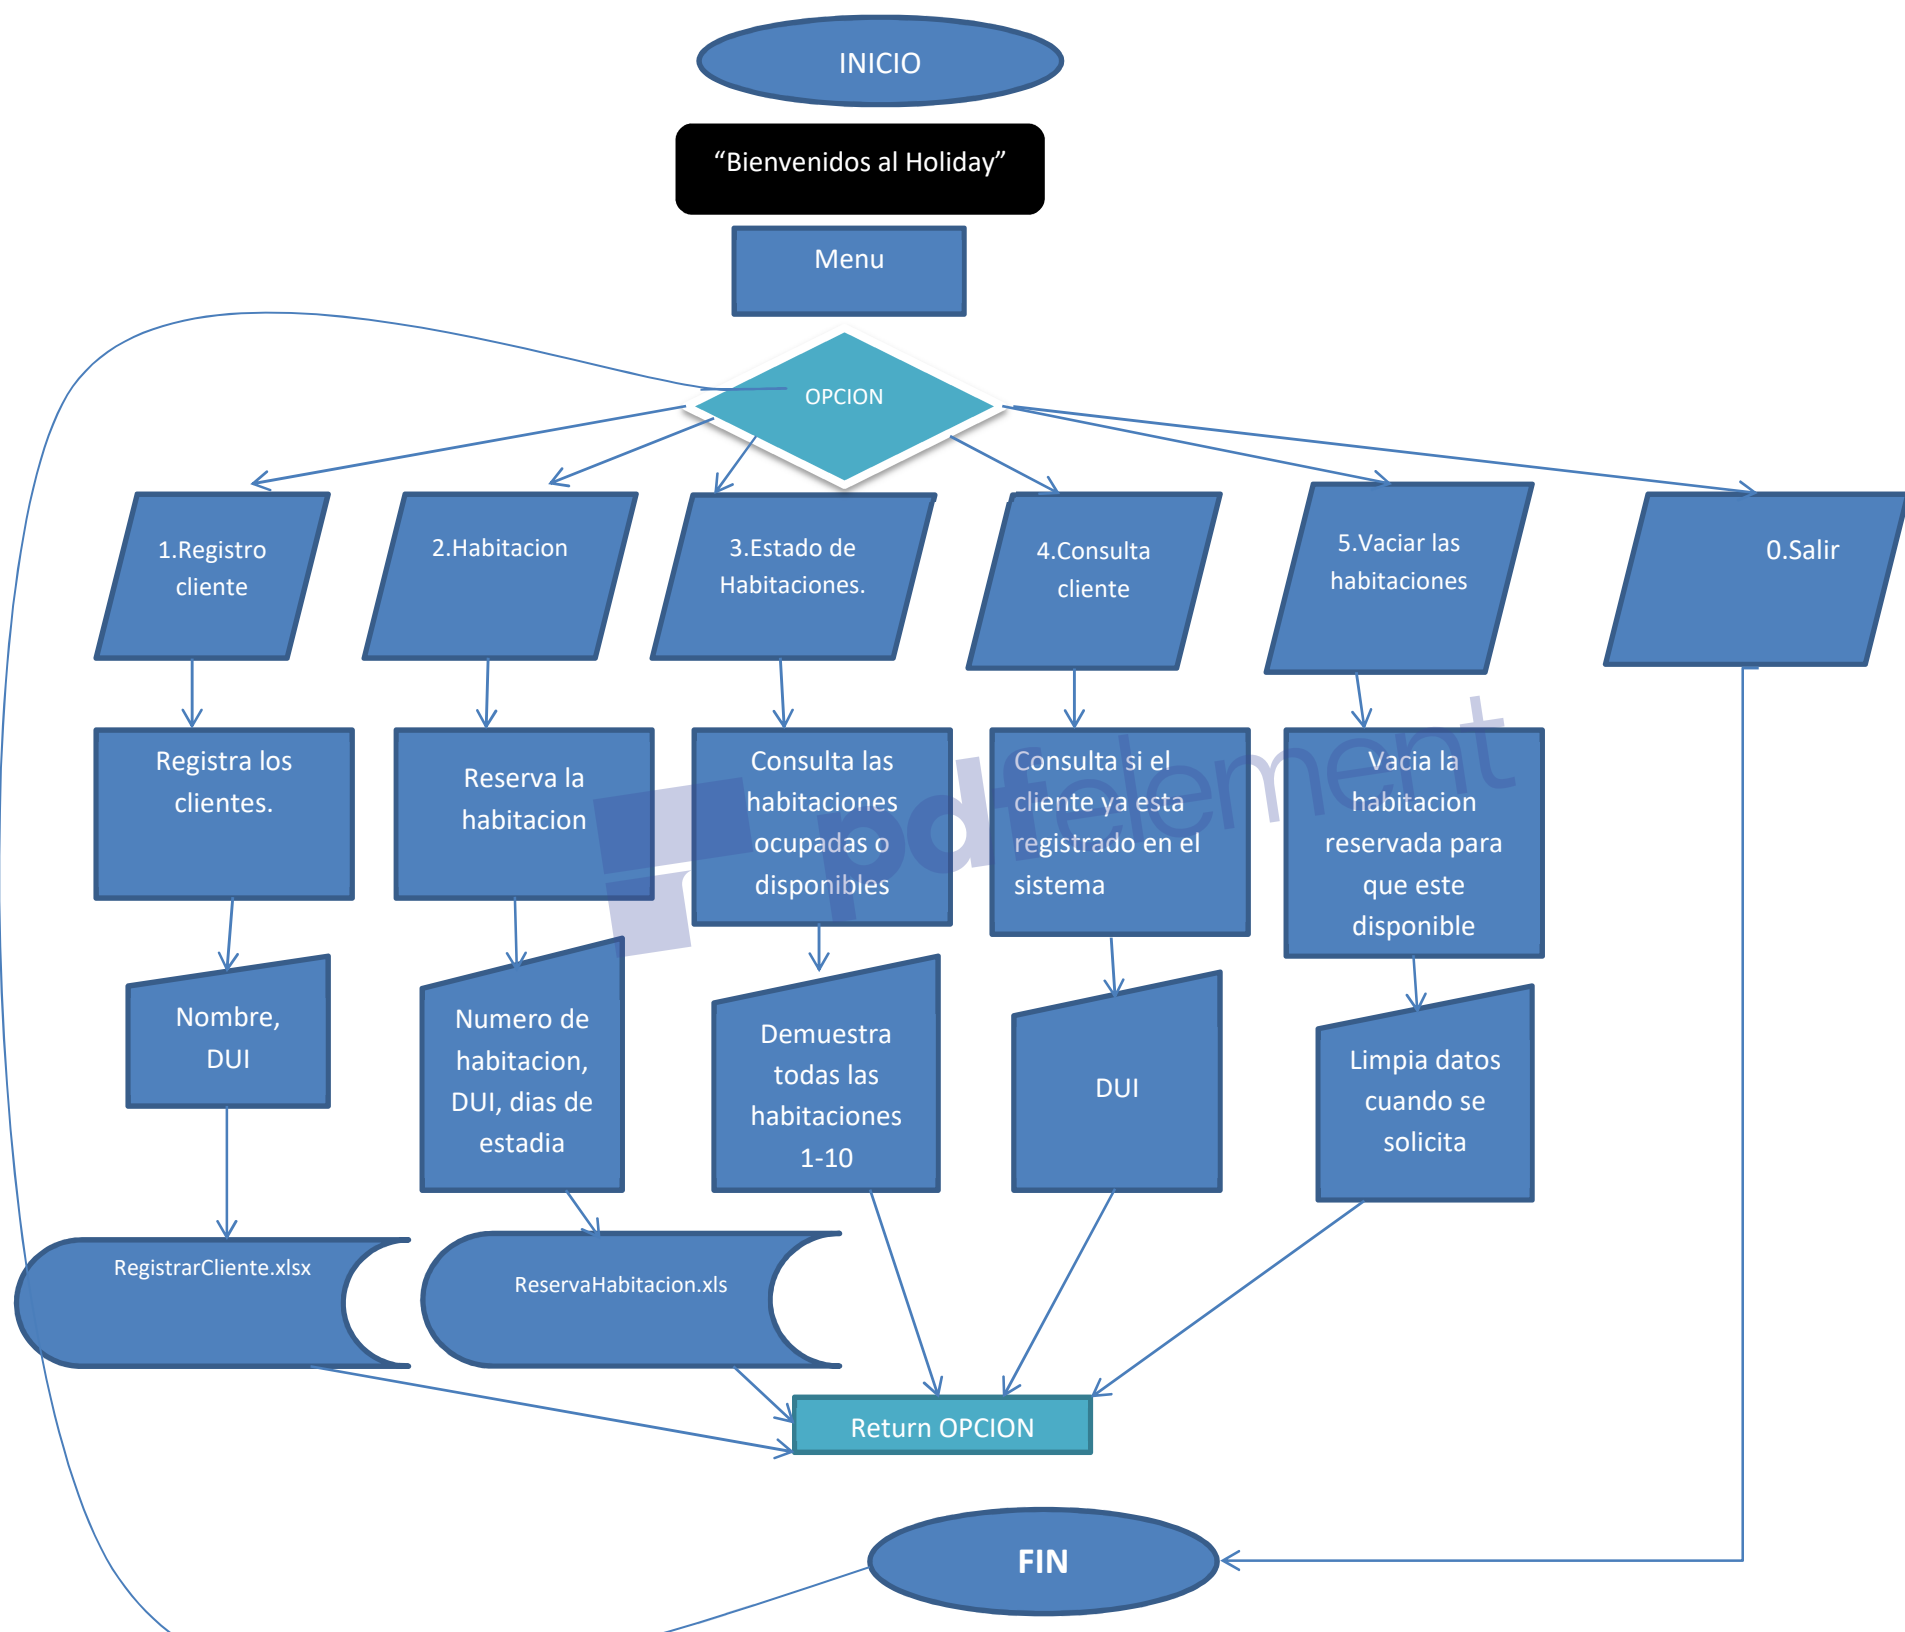 INICIO
“Bienvenidos al Holiday”
Menu
OPCION
1.Registro
cliente
2.Habitacion
3.Estado de
Habitaciones.
4.Consulta
cliente
5.Vaciar las
habitaciones
0.Salir
Registra los
clientes.
Reserva la
habitacion
Consulta las
habitaciones
ocupadas o
disponibles
Consulta si el
cliente ya esta
registrado en el
sistema
Vacia la
habitacion
reservada para
que este
disponible
pdfelement
Nombre,
DUI
Numero de
habitacion,
DUI, dias de
estadia
Demuestra
todas las
habitaciones
1-10
DUI
Limpia datos
cuando se
solicita
RegistrarCliente.xlsx
ReservaHabitacion.xls
Return OPCION
FIN